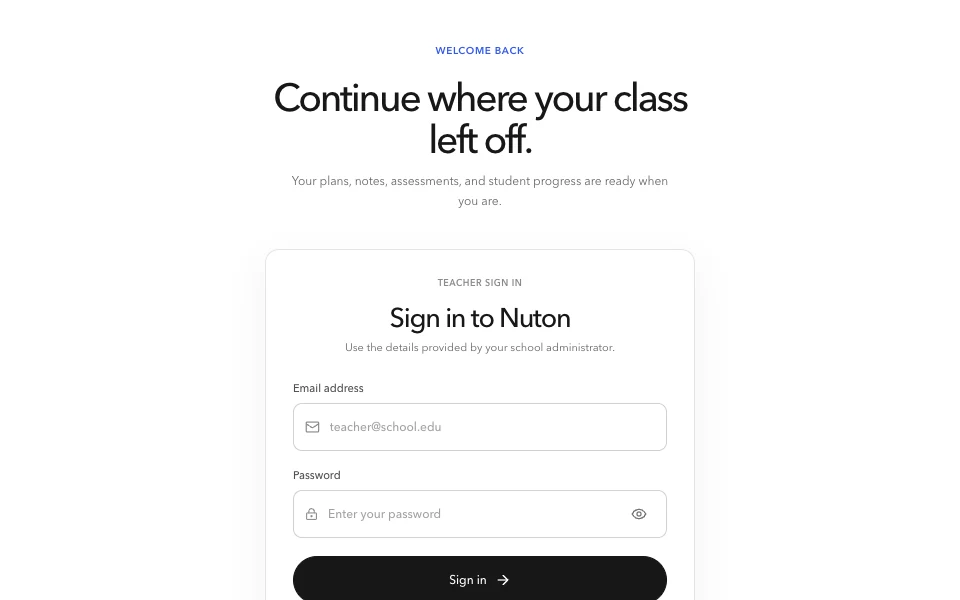 WELCOME BACK
Continue where your class
left off.
Your plans, notes, assessments, and student progress are ready when
you are.
TEACHER SIGN IN
Sign in to Nuton
Use the details provided by your school administrator.
Email address
teacher@school.edu
Password
Enter your password
Sign in